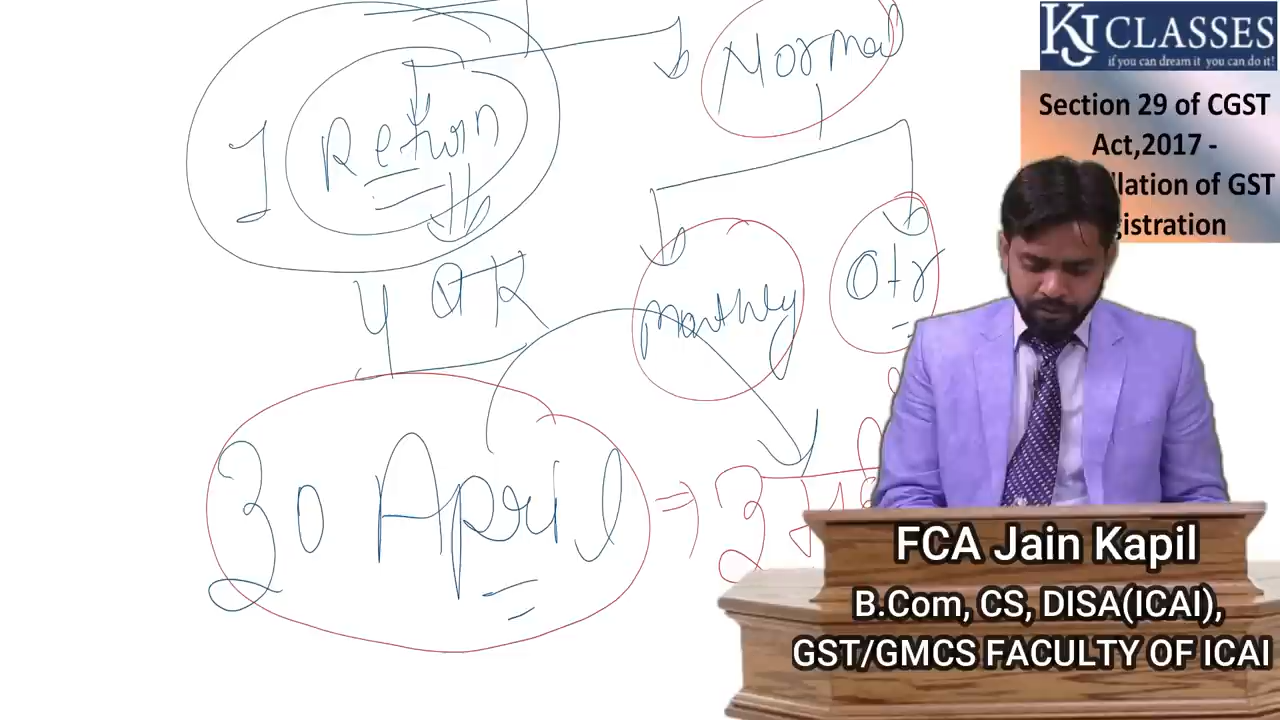 KJ CLASSES
if you can dream it you can do it!
Section 29 of CGST
Act,2017 -
llation of GST
istration
Normal
1 Return
Monthly
Qtr
30 April ⇒ 3
FCA Jain Kapil
B.Com, CS, DISA(ICAI),
GST/GMCS FACULTY OF ICAI